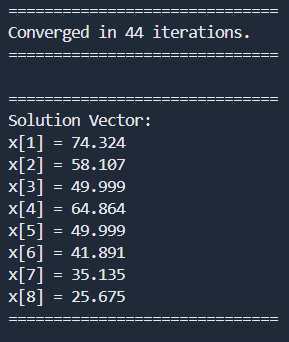 ==============================
Converged in 44 iterations.
==============================

==============================
Solution Vector:
x[1] = 74.324
x[2] = 58.107
x[3] = 49.999
x[4] = 64.864
x[5] = 49.999
x[6] = 41.891
x[7] = 35.135
x[8] = 25.675
==============================